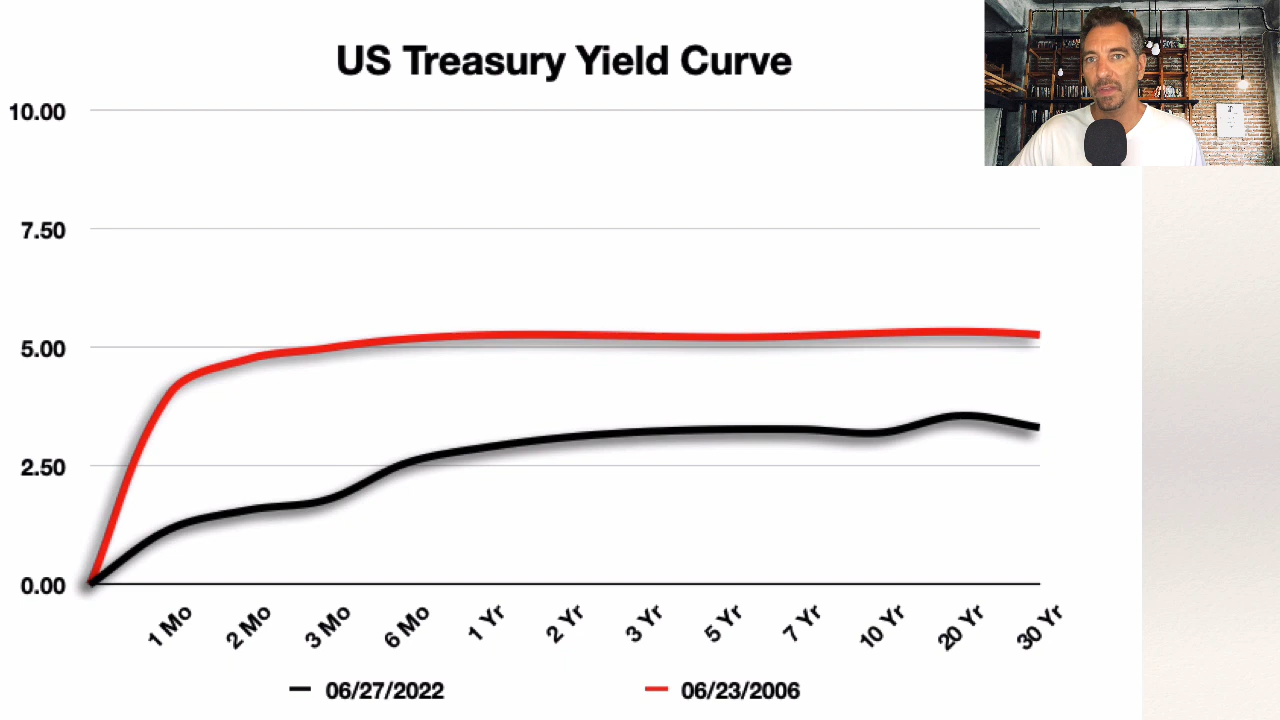 US Treasury Yield Curve
10.00
7.50
5.00
2.50
0.00
1 Mo
2 Mo
3 Mo
6 Mo
1 Yr
2 Yr
3 Yr
5 Yr
7 Yr
10 Yr
20 Yr
30 Yr
06/27/2022
06/23/2006